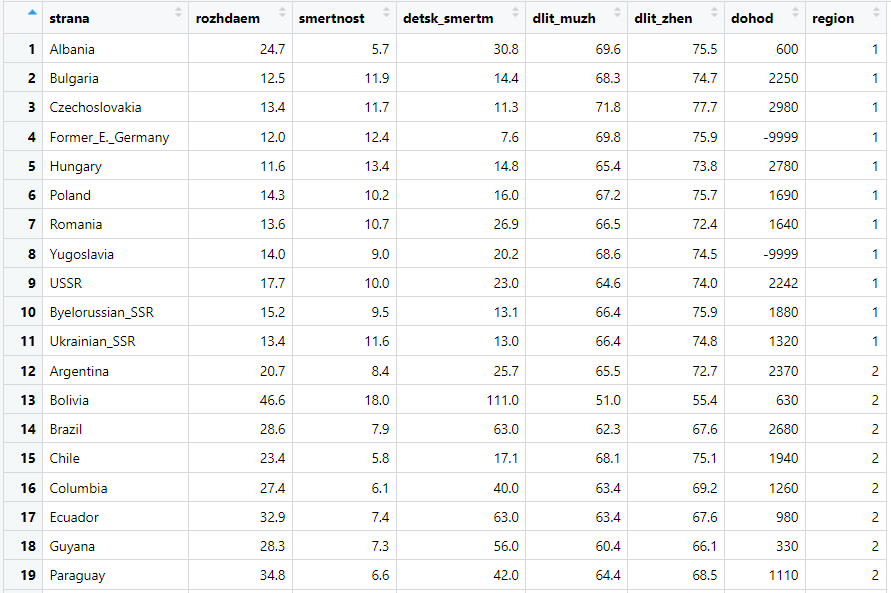 strana rozhdaem smertnost detsk_smertm dlit_muzh dlit_zhen dohod region
1 Albania 24.7 5.7 30.8 69.6 75.5 600 1
2 Bulgaria 12.5 11.9 14.4 68.3 74.7 2250 1
3 Czechoslovakia 13.4 11.7 11.3 71.8 77.7 2980 1
4 Former_E._Germany 12.0 12.4 7.6 69.8 75.9 -9999 1
5 Hungary 11.6 13.4 14.8 65.4 73.8 2780 1
6 Poland 14.3 10.2 16.0 67.2 75.7 1690 1
7 Romania 13.6 10.7 26.9 66.5 72.4 1640 1
8 Yugoslavia 14.0 9.0 20.2 68.6 74.5 -9999 1
9 USSR 17.7 10.0 23.0 64.6 74.0 2242 1
10 Byelorussian_SSR 15.2 9.5 13.1 66.4 75.9 1880 1
11 Ukrainian_SSR 13.4 11.6 13.0 66.4 74.8 1320 1
12 Argentina 20.7 8.4 25.7 65.5 72.7 2370 2
13 Bolivia 46.6 18.0 111.0 51.0 55.4 630 2
14 Brazil 28.6 7.9 63.0 62.3 67.6 2680 2
15 Chile 23.4 5.8 17.1 68.1 75.1 1940 2
16 Columbia 27.4 6.1 40.0 63.4 69.2 1260 2
17 Ecuador 32.9 7.4 63.0 63.4 67.6 980 2
18 Guyana 28.3 7.3 56.0 60.4 66.1 330 2
19 Paraguay 34.8 6.6 42.0 64.4 68.5 1110 2